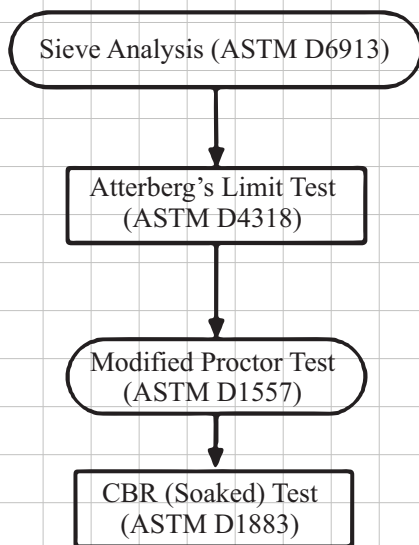 Sieve Analysis (ASTM D6913)
Atterberg’s Limit Test
(ASTM D4318)
Modified Proctor Test
(ASTM D1557)
CBR (Soaked) Test
(ASTM D1883)